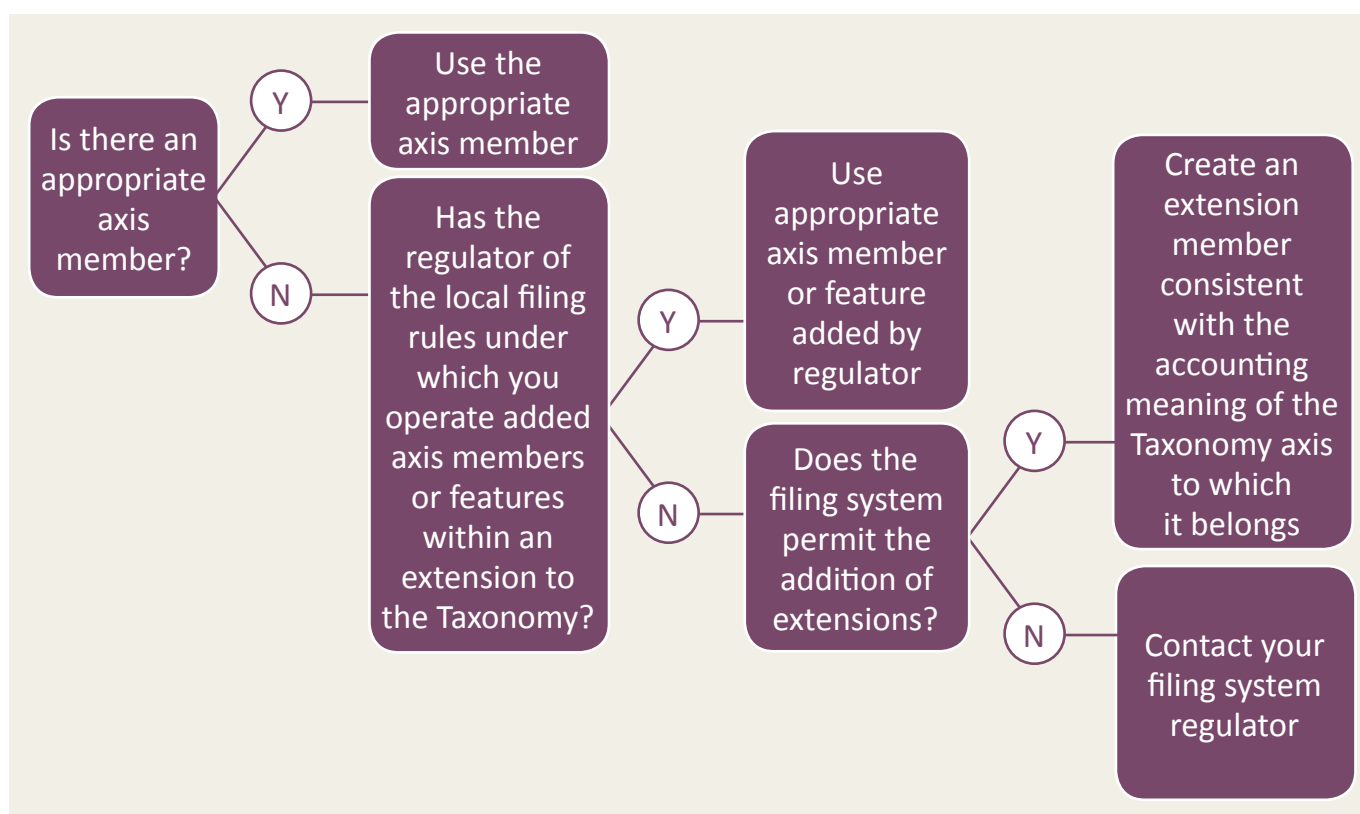 Is there an
appropriate
axis
member?
Y
Use the
appropriate
axis member
N
Has the
regulator of
the local filing
rules under
which you
operate added
axis members
or features
within an
extension to
the Taxonomy?
Y
Use
appropriate
axis member
or feature
added by
regulator
N
Does the
filing system
permit the
addition of
extensions?
Y
Create an
extension
member
consistent
with the
accounting
meaning of the
Taxonomy axis
to which
it belongs
N
Contact your
filing system
regulator